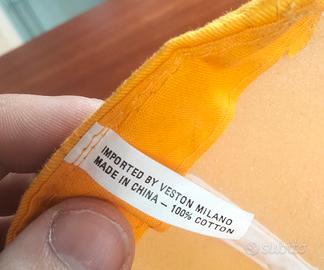 IMPORTED BY VESTON MILANO
MADE IN CHINA – 100% COTTON
subito